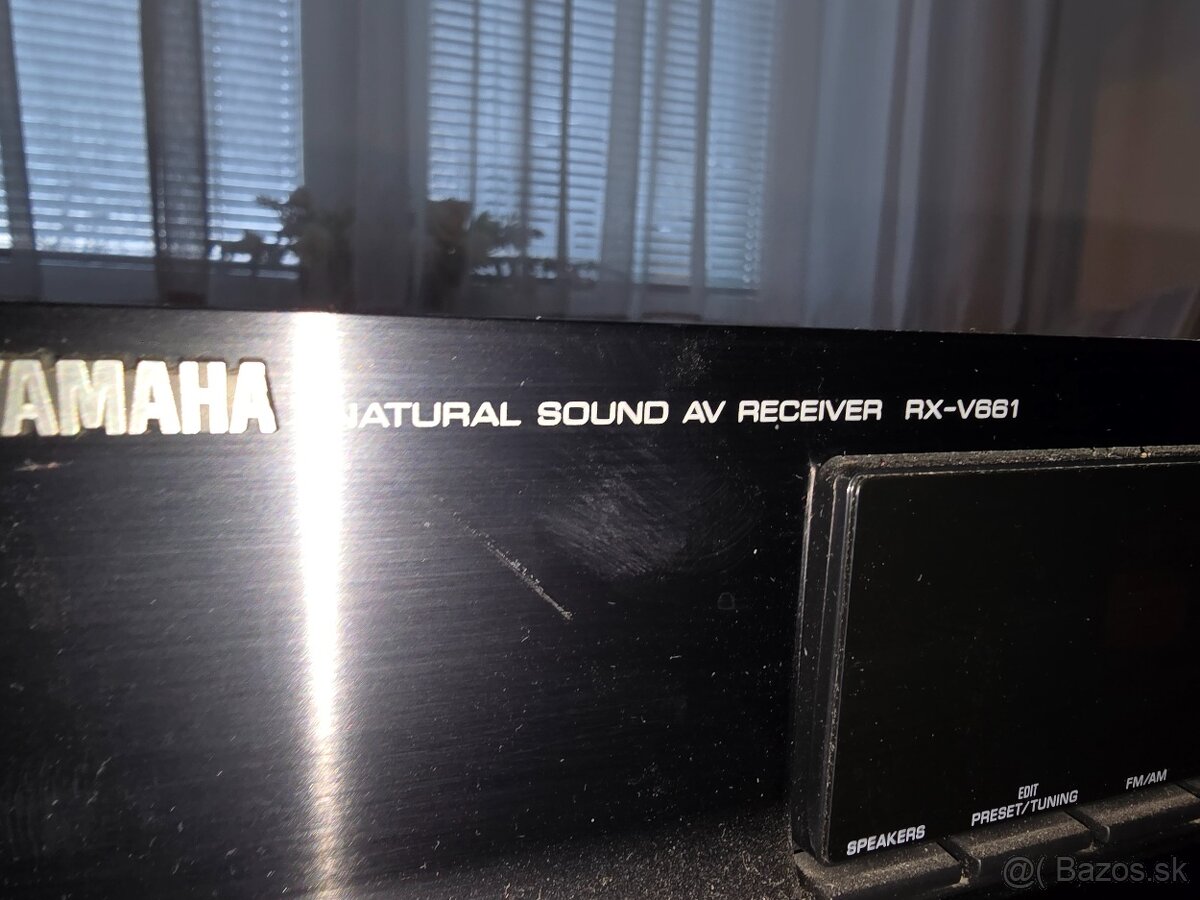 YAMAHA NATURAL SOUND AV RECEIVER RX-V661
EDIT
PRESET/TUNING
FM/AM
SPEAKERS
@( Bazos.sk